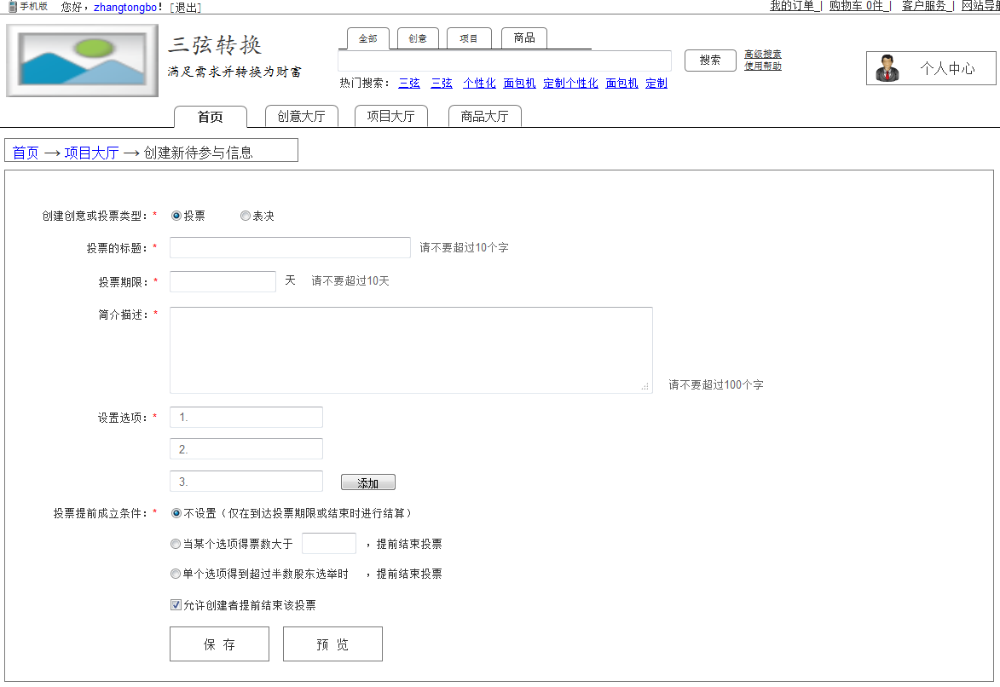 手机版 您好，zhangtongbo！[退出] 我的订单 | 购物车 0件 | 客户服务 | 网站导航
三弦转换
满足需求并转换为财富
全部 创意 项目 商品
搜索 高级搜索
使用帮助
个人中心
热门搜索： 三弦 三弦 个性化 面包机 定制个性化 面包机 定制
首页 创意大厅 项目大厅 商品大厅
首页 → 项目大厅 → 创建新待参与信息
创建创意或投票类型：* 投票 表决
投票的标题：* 请不要超过10个字
投票期限：* 天 请不要超过10天
简介描述：*
请不要超过100个字
设置选项：* 1.
2.
3. 添加
投票提前成立条件：* 不设置（仅在到达投票期限或结束时进行结算）
当某个选项得票数大于 ，提前结束投票
单个选项得到超过半数股东选举时 ，提前结束投票
允许创建者提前结束该投票
保 存 预 览